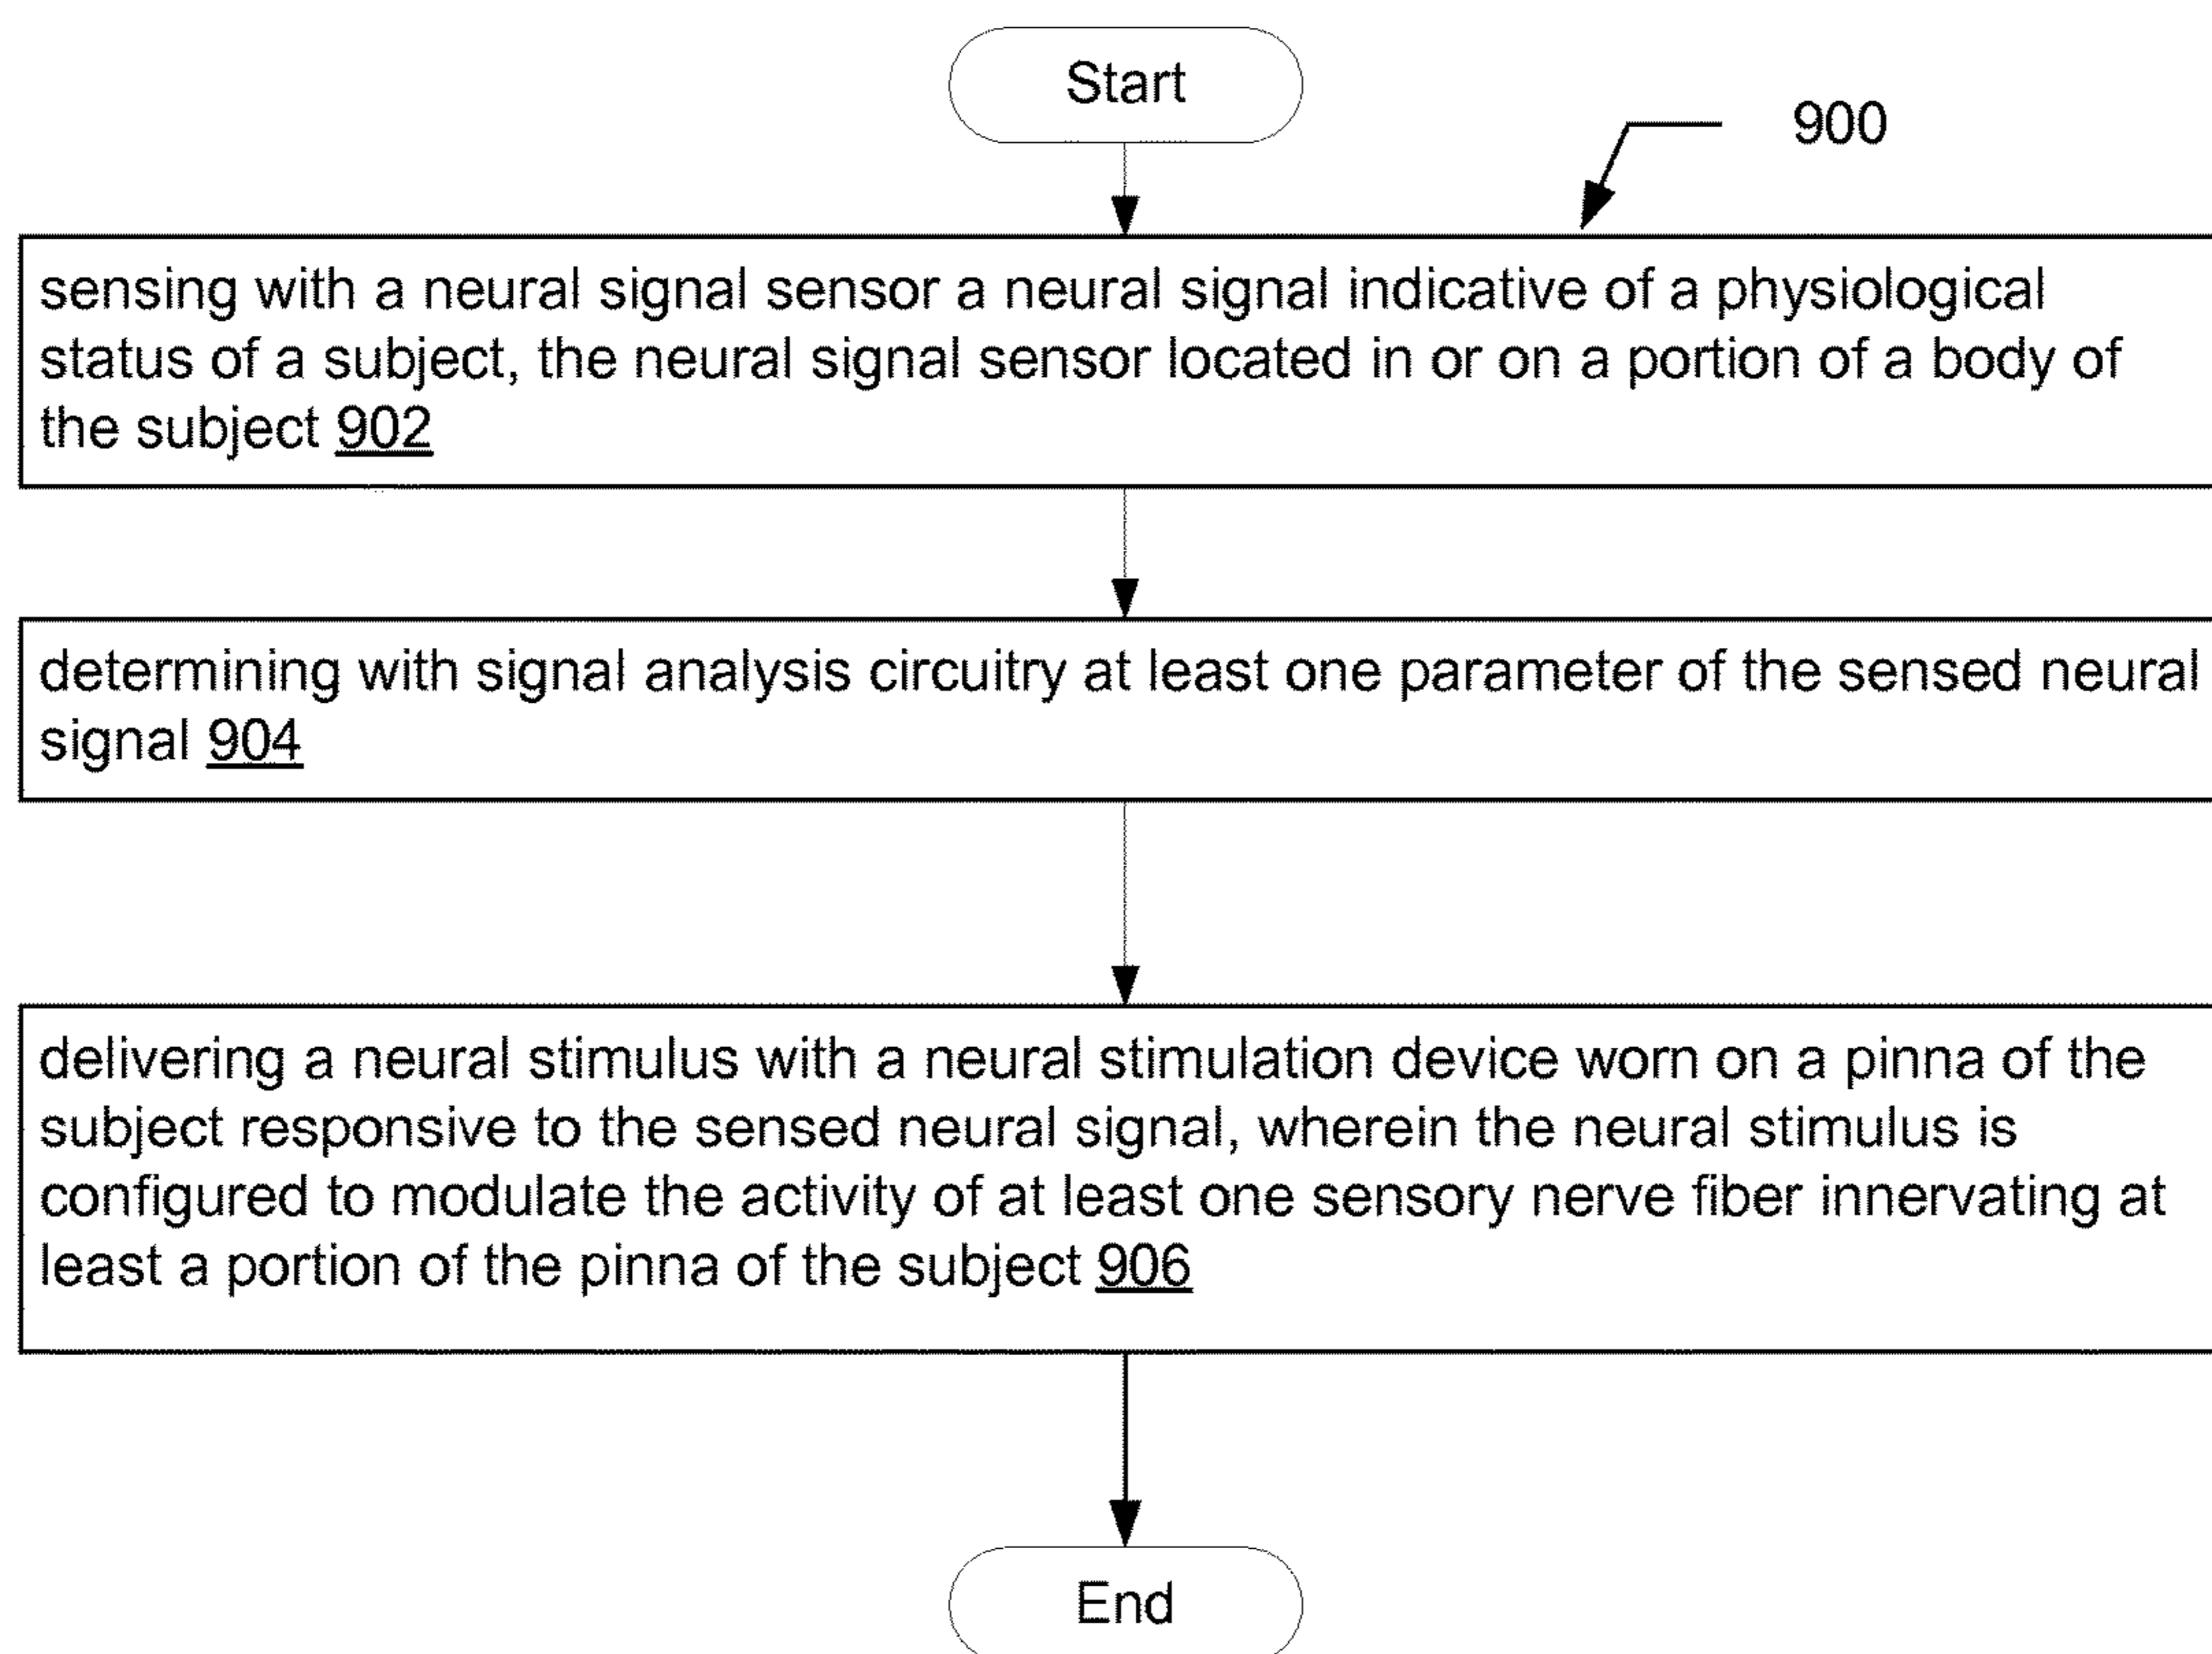 Start
900
sensing with a neural signal sensor a neural signal indicative of a physiological
status of a subject, the neural signal sensor located in or on a portion of a body of
the subject 902
determining with signal analysis circuitry at least one parameter of the sensed neural
signal 904
delivering a neural stimulus with a neural stimulation device worn on a pinna of the
subject responsive to the sensed neural signal, wherein the neural stimulus is
configured to modulate the activity of at least one sensory nerve fiber innervating at
least a portion of the pinna of the subject 906
End